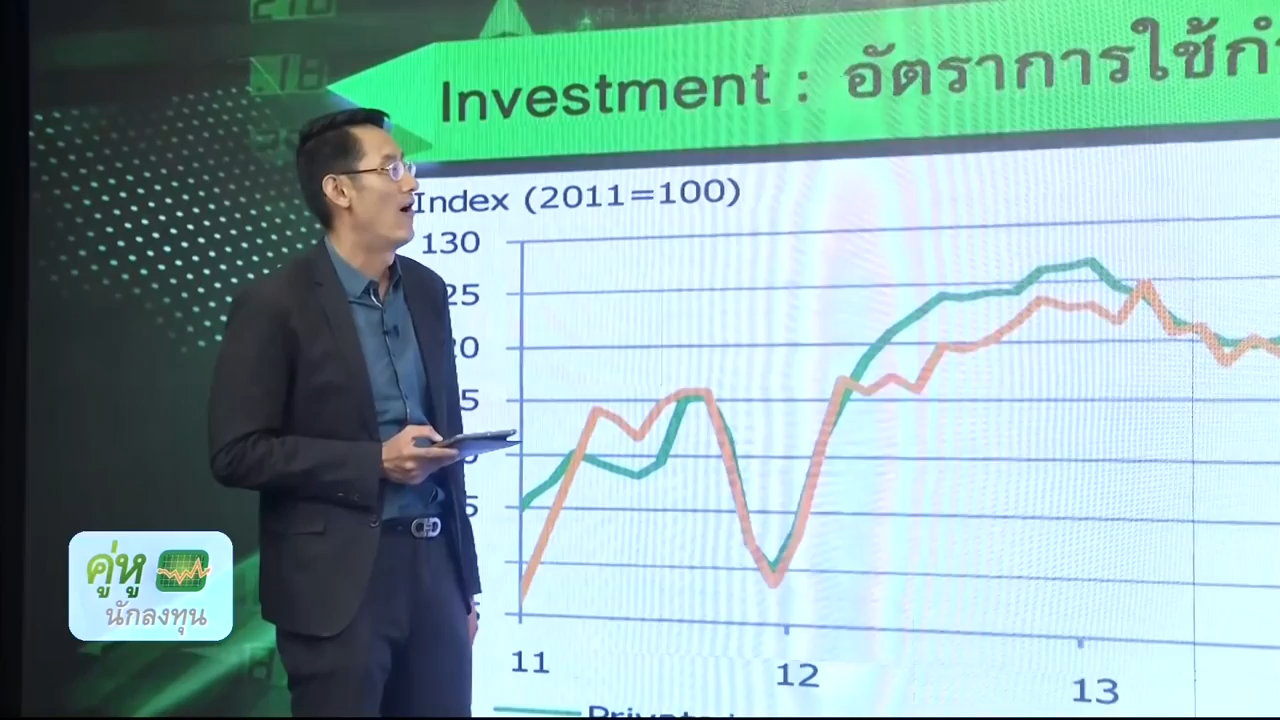 Investment : อัตราการใช้กำ
Index (2011=100)
130
25
20
5
5
11
12
13
คู่หู
นักลงทุน